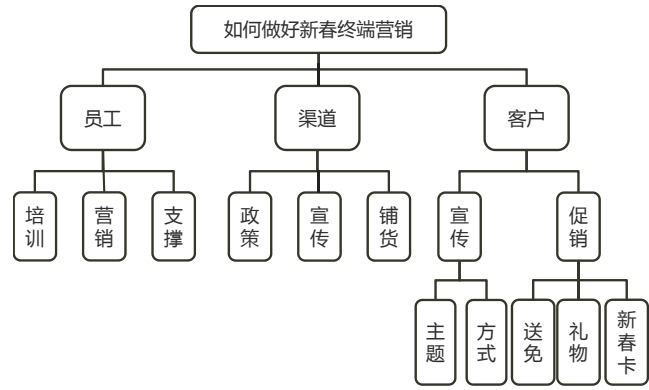 如何做好新春终端营销
员工
渠道
客户
培训
营销
支撑
政策
宣传
铺货
宣传
促销
主题
方式
送免
礼物
新春卡